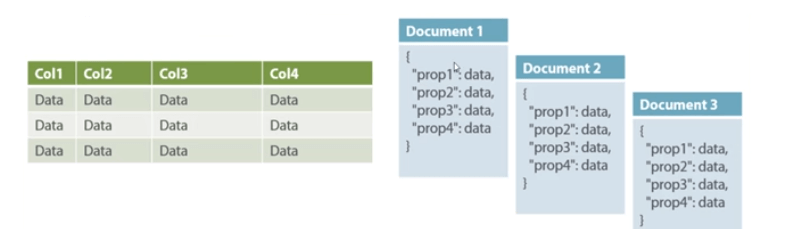 Col1 Col2 Col3 Col4
Data Data Data Data
Data Data Data Data
Data Data Data Data
Document 1
{
"prop1": data,
"prop2": data,
"prop3": data,
"prop4": data
}
Document 2
{
"prop1": data,
"prop2": data,
"prop3": data,
"prop4": data
}
Document 3
{
"prop1": data,
"prop2": data,
"prop3": data,
"prop4": data
}